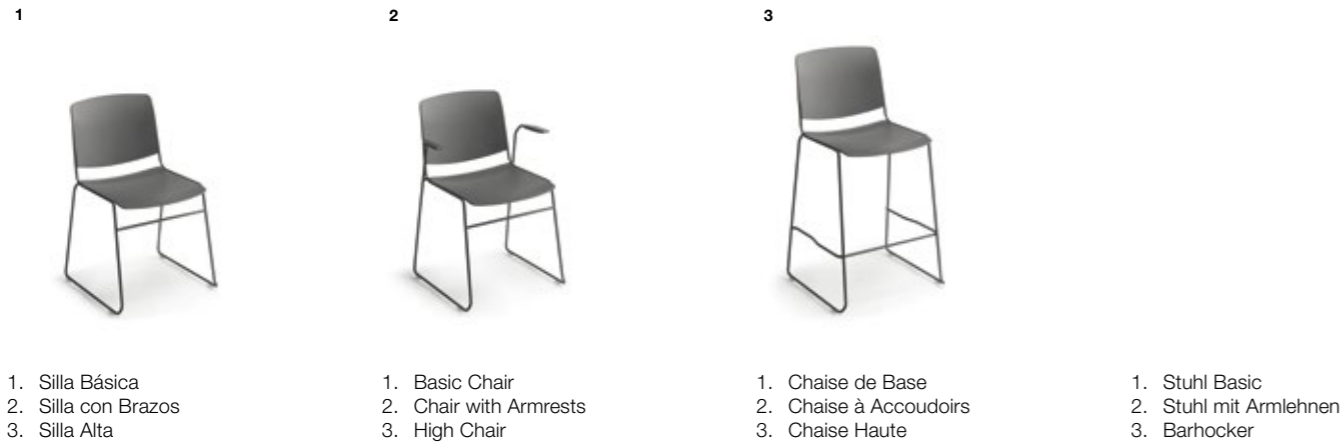 1
2
3
1. Silla Básica
2. Silla con Brazos
3. Silla Alta
1. Basic Chair
2. Chair with Armrests
3. High Chair
1. Chaise de Base
2. Chaise à Accoudoirs
3. Chaise Haute
1. Stuhl Basic
2. Stuhl mit Armlehnen
3. Barhocker